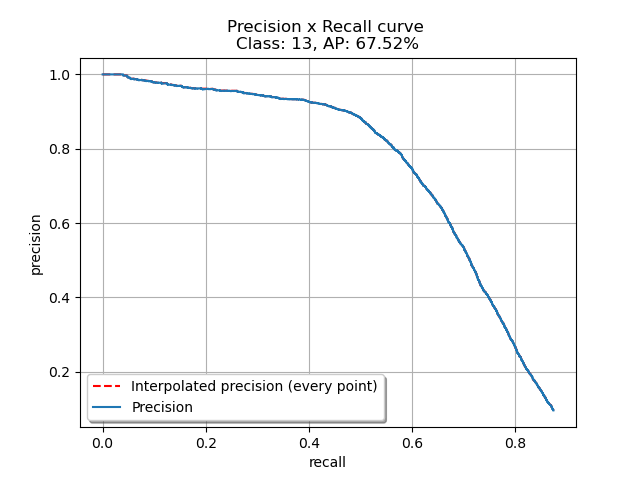 Precision x Recall curve
Class: 13, AP: 67.52%
1.0
0.8
0.6
0.4
0.2
precision
Interpolated precision (every point)
Precision
0.0 0.2 0.4 0.6 0.8
recall